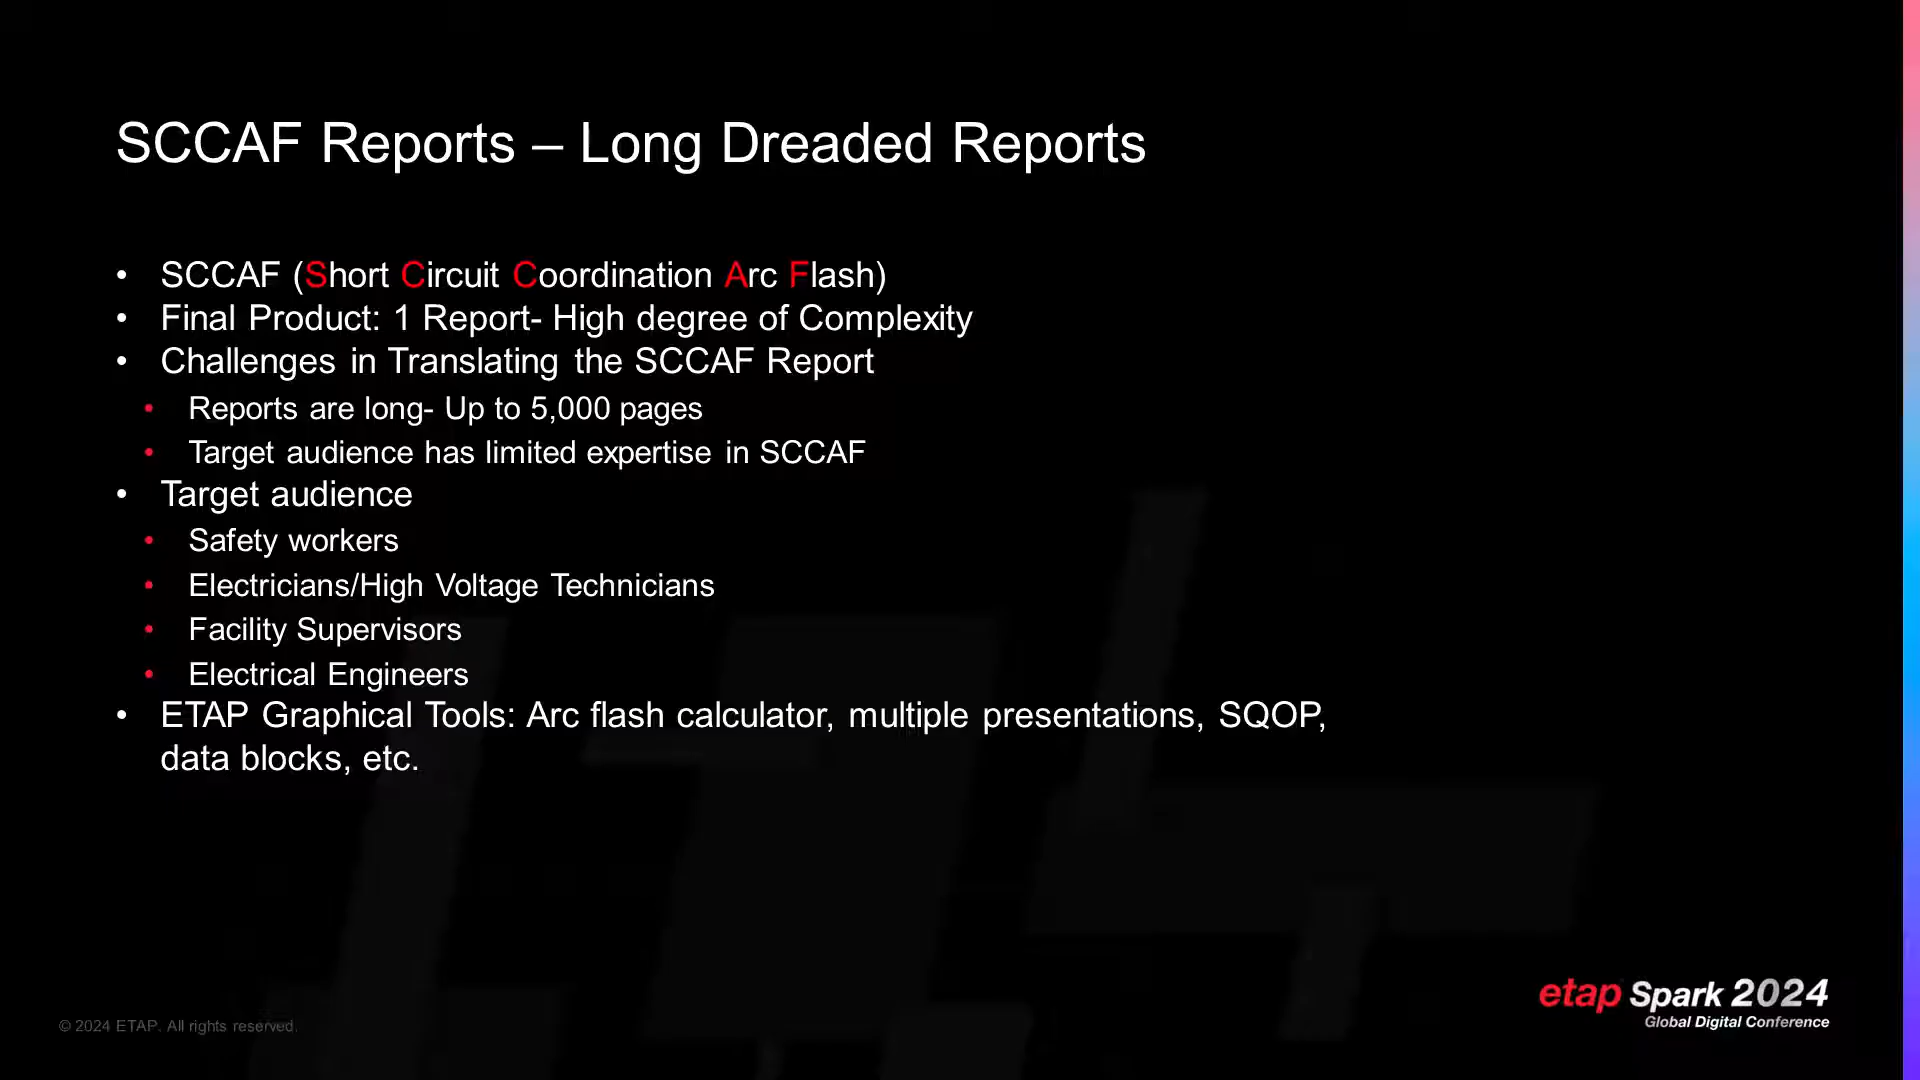 SCCAF Reports – Long Dreaded Reports
• SCCAF (Short Circuit Coordination Arc Flash)
• Final Product: 1 Report- High degree of Complexity
• Challenges in Translating the SCCAF Report
• Reports are long- Up to 5,000 pages
• Target audience has limited expertise in SCCAF
• Target audience
• Safety workers
• Electricians/High Voltage Technicians
• Facility Supervisors
• Electrical Engineers
• ETAP Graphical Tools: Arc flash calculator, multiple presentations, SQOP,
data blocks, etc.
etap Spark 2024
Global Digital Conference
© 2024 ETAP. All rights reserved.